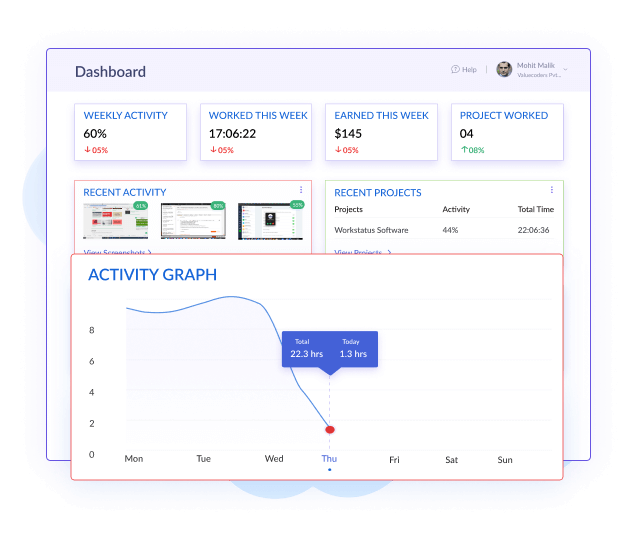 Dashboard
Help
Mohit Malik
Valuecoders Pvt...
WEEKLY ACTIVITY
60%
05%
WORKED THIS WEEK
17:06:22
05%
EARNED THIS WEEK
$145
05%
PROJECT WORKED
04
08%
RECENT ACTIVITY
61%
60%
55%
View Screenshots
RECENT PROJECTS
Projects Activity Total Time
Workstatus Software 44% 22:06:36
View Projects
ACTIVITY GRAPH
Total Today
22.3 hrs 1.3 hrs
8
6
4
2
0
Mon Tue Wed Thu Fri Sat Sun